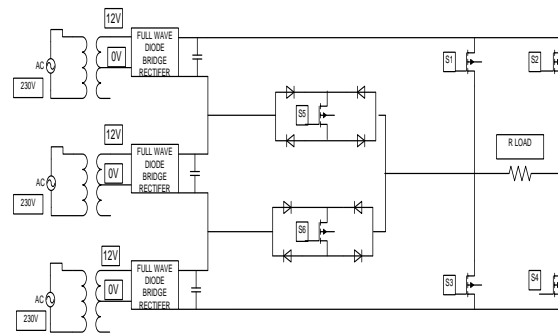 12V
FULL WAVE
DIODE
BRIDGE
RECTIFER
AC
0V
230V
S1
S2
S5
12V
FULL WAVE
DIODE
BRIDGE
RECTIFER
AC
0V
230V
R LOAD
S6
12V
FULL WAVE
DIODE
BRIDGE
RECTIFER
AC
0V
230V
S3
S4